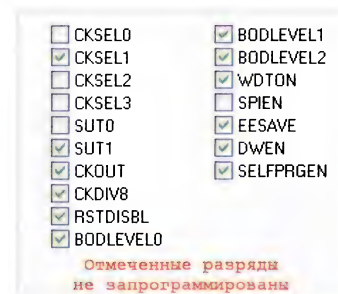 CKSEL0
CKSEL1
CKSEL2
CKSEL3
SUT0
SUT1
CKOUT
CKDIV8
RSTDISBL
BODLEVEL0
BODLEVEL1
BODLEVEL2
WDTON
SPIEN
EESAVE
DWEN
SELFPRGEN
Отмеченные разряды
не запрограммированы